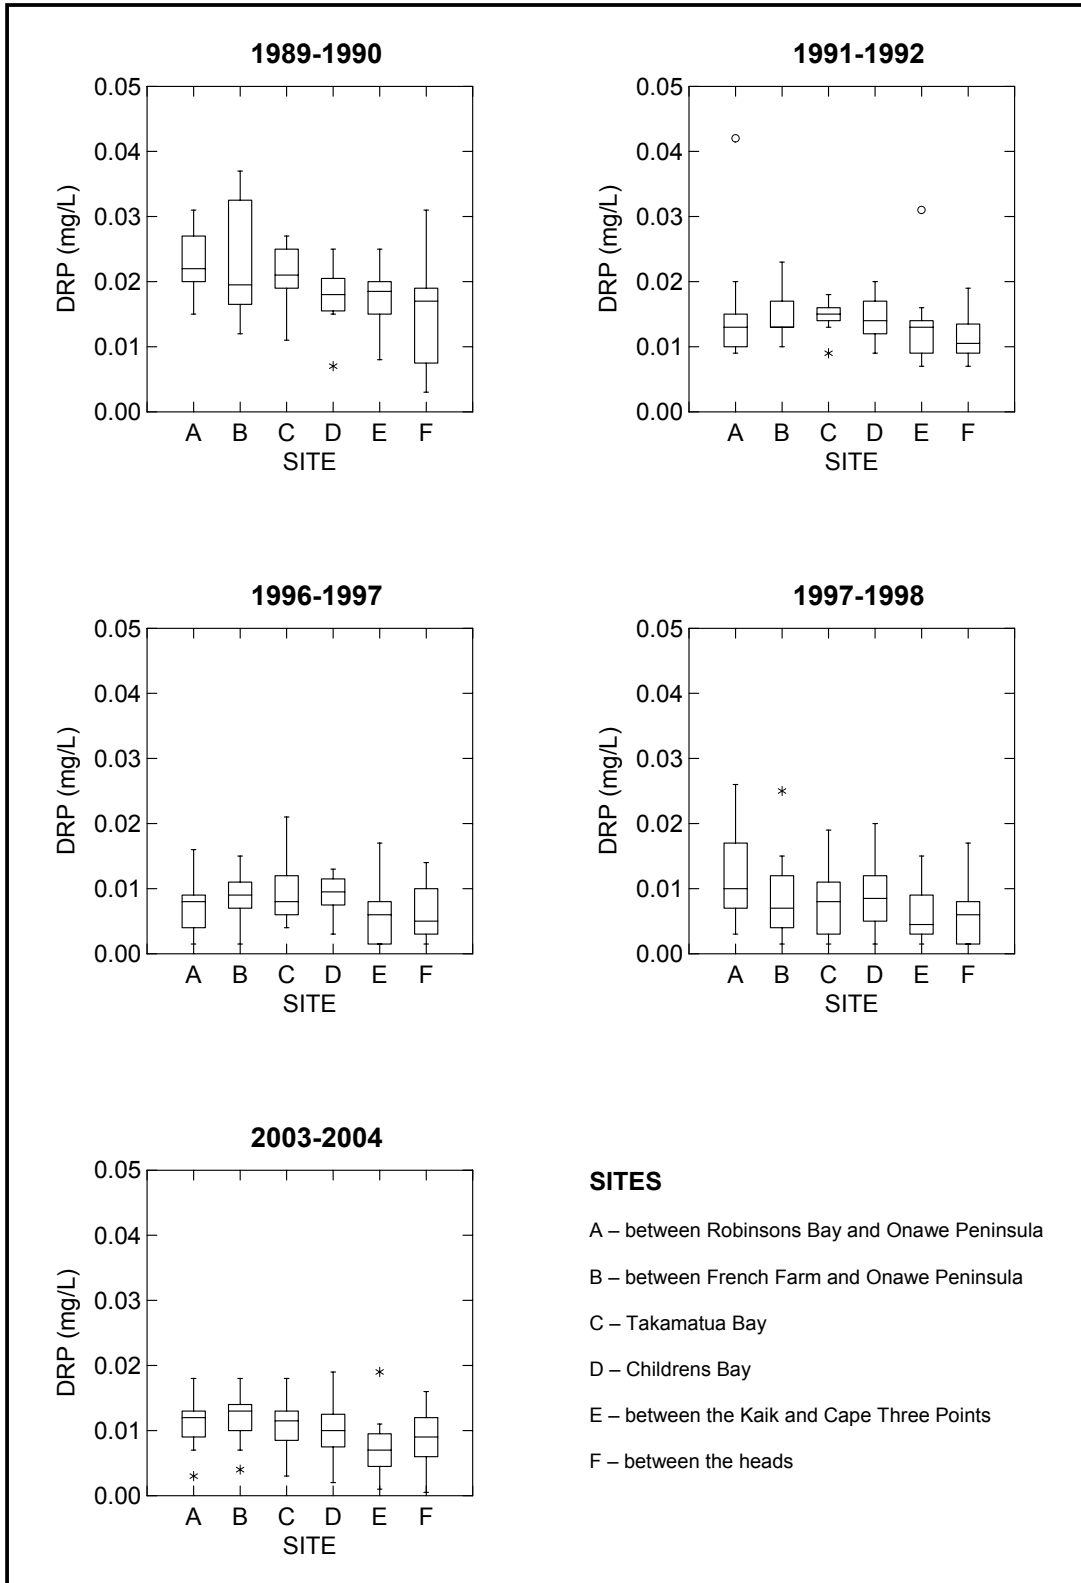 1989-1990
0.05
0.04
0.03
0.02
0.01
0.00
DRP (mg/L)
A B C D E F
SITE
1991-1992
0.05
0.04
0.03
0.02
0.01
0.00
DRP (mg/L)
A B C D E F
SITE
1996-1997
0.05
0.04
0.03
0.02
0.01
0.00
DRP (mg/L)
A B C D E F
SITE
1997-1998
0.05
0.04
0.03
0.02
0.01
0.00
DRP (mg/L)
A B C D E F
SITE
2003-2004
0.05
0.04
0.03
0.02
0.01
0.00
DRP (mg/L)
A B C D E F
SITE
SITES
A – between Robinsons Bay and Onawe Peninsula
B – between French Farm and Onawe Peninsula
C – Takamatua Bay
D – Childrens Bay
E – between the Kaik and Cape Three Points
F – between the heads